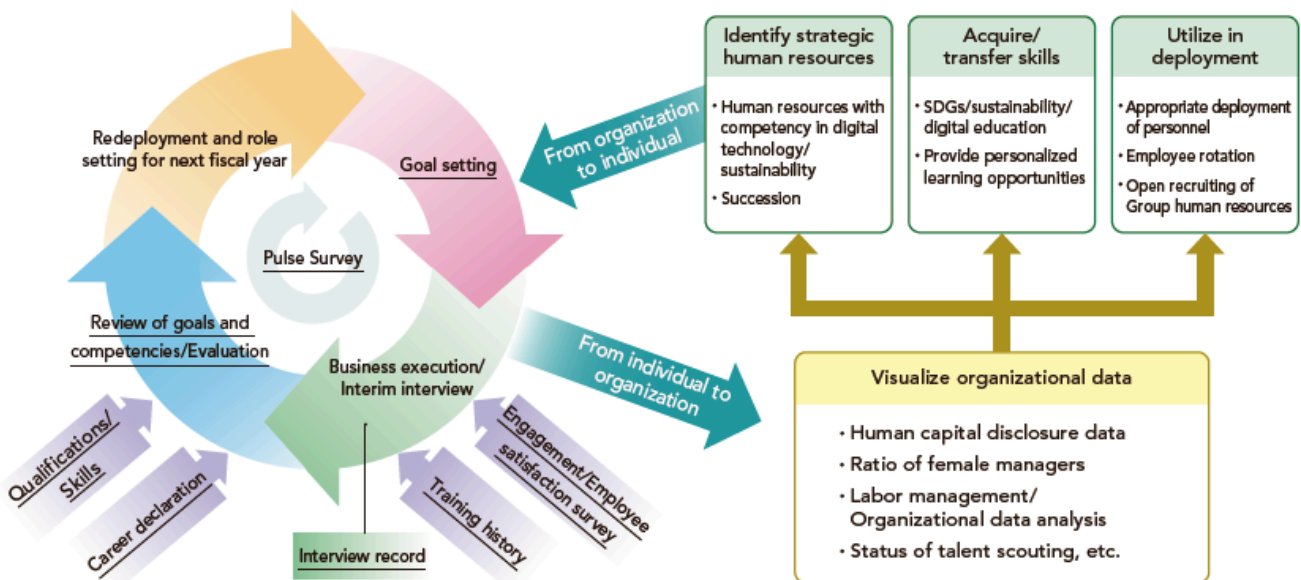 Redeployment and role
setting for next fiscal year
Goal setting
Pulse Survey
Review of goals and
competencies/Evaluation
Business execution/
Interim interview
Qualifications/
Skills
Career declaration
Interview record
Training history
Engagement/Employee
satisfaction survey
From organization
to individual
From individual to
organization
Identify strategic
human resources
・Human resources with
competency in digital
technology/
sustainability
・Succession
Acquire/
transfer skills
・SDGs/sustainability/
digital education
・Provide personalized
learning opportunities
Utilize in
deployment
・Appropriate deployment
of personnel
・Employee rotation
・Open recruiting of
Group human resources
Visualize organizational data
・Human capital disclosure data
・Ratio of female managers
・Labor management/
Organizational data analysis
・Status of talent scouting, etc.